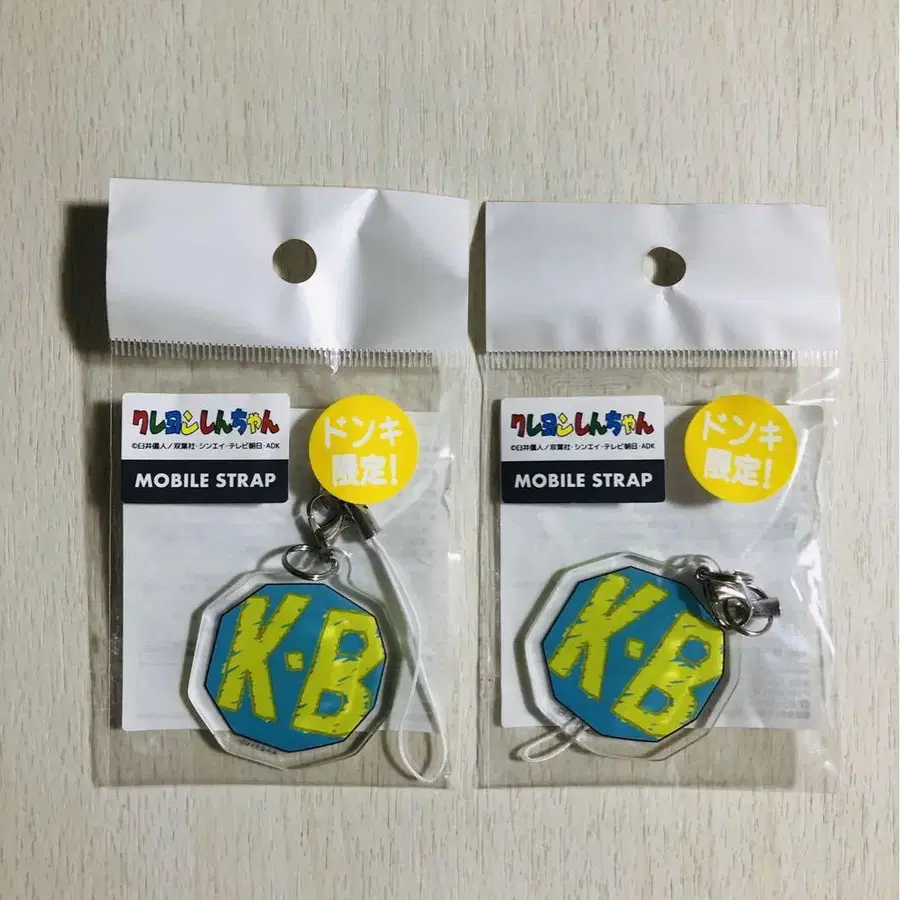 クレヨンしんちゃん
©臼井儀人／双葉社・シンエイ・テレビ朝日・ADK
MOBILE STRAP
ドンキ
限定!
K・B
クレヨンしんちゃん
©臼井儀人／双葉社・シンエイ・テレビ朝日・ADK
MOBILE STRAP
ドンキ
限定!
K・B